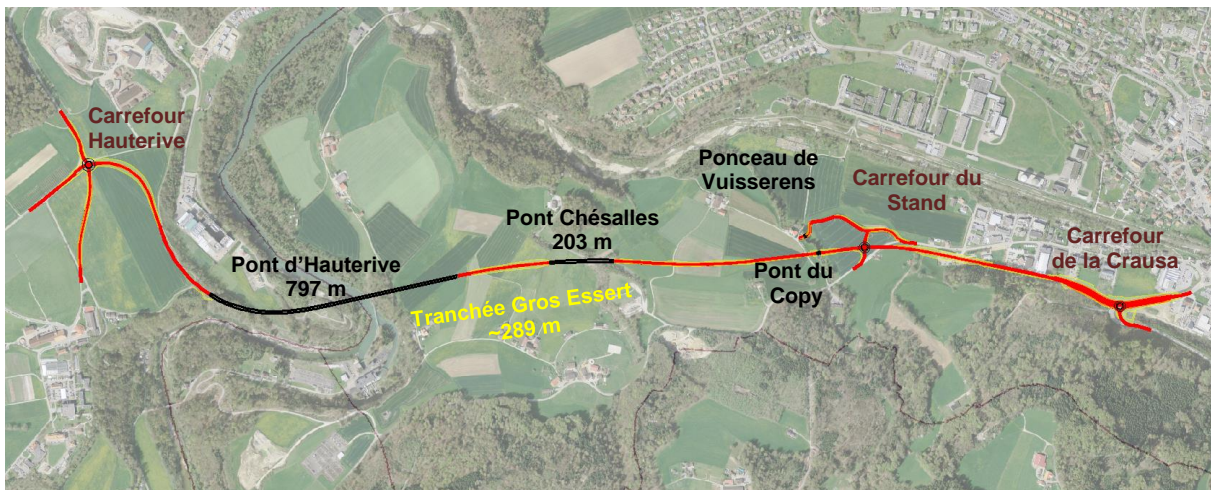 Carrefour
Hauterive
Pont d'Hauterive
797 m
Tranchée Gros Essert
~289 m
Pont Chésalles
203 m
Ponceau de
Vuisserens
Pont du
Copy
Carrefour du
Stand
Carrefour
de la Crausa